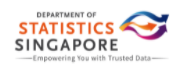 DEPARTMENT OF
STATISTICS
SINGAPORE
Empowering You with Trusted Data